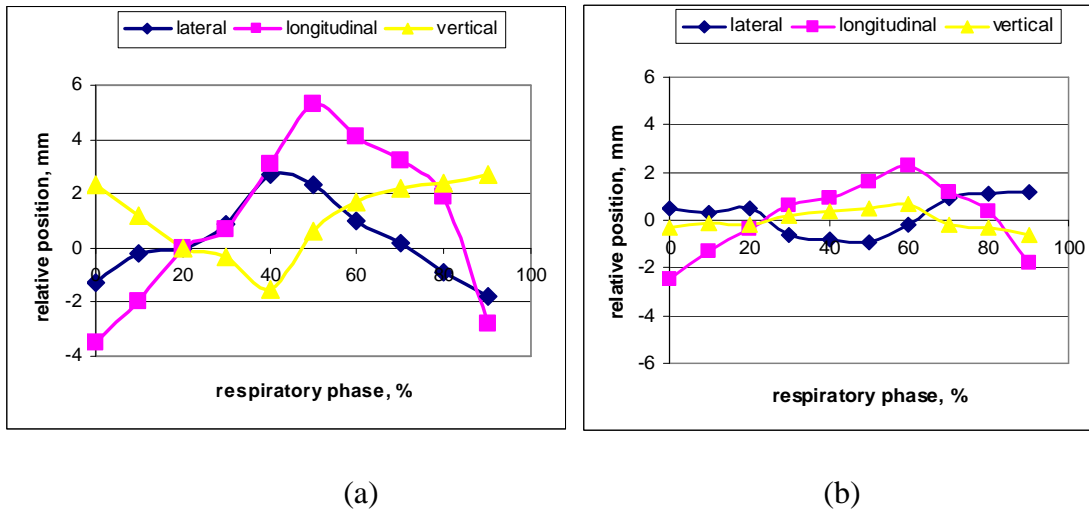 lateral longitudinal vertical
6
4
2
0
-2
-4
0 20 40 60 80 100
relative position, mm
respiratory phase, %
(a)
lateral longitudinal vertical
6
4
2
0
-2
-4
-6
0 20 40 60 80 100
relative position, mm
respiratory phase, %
(b)